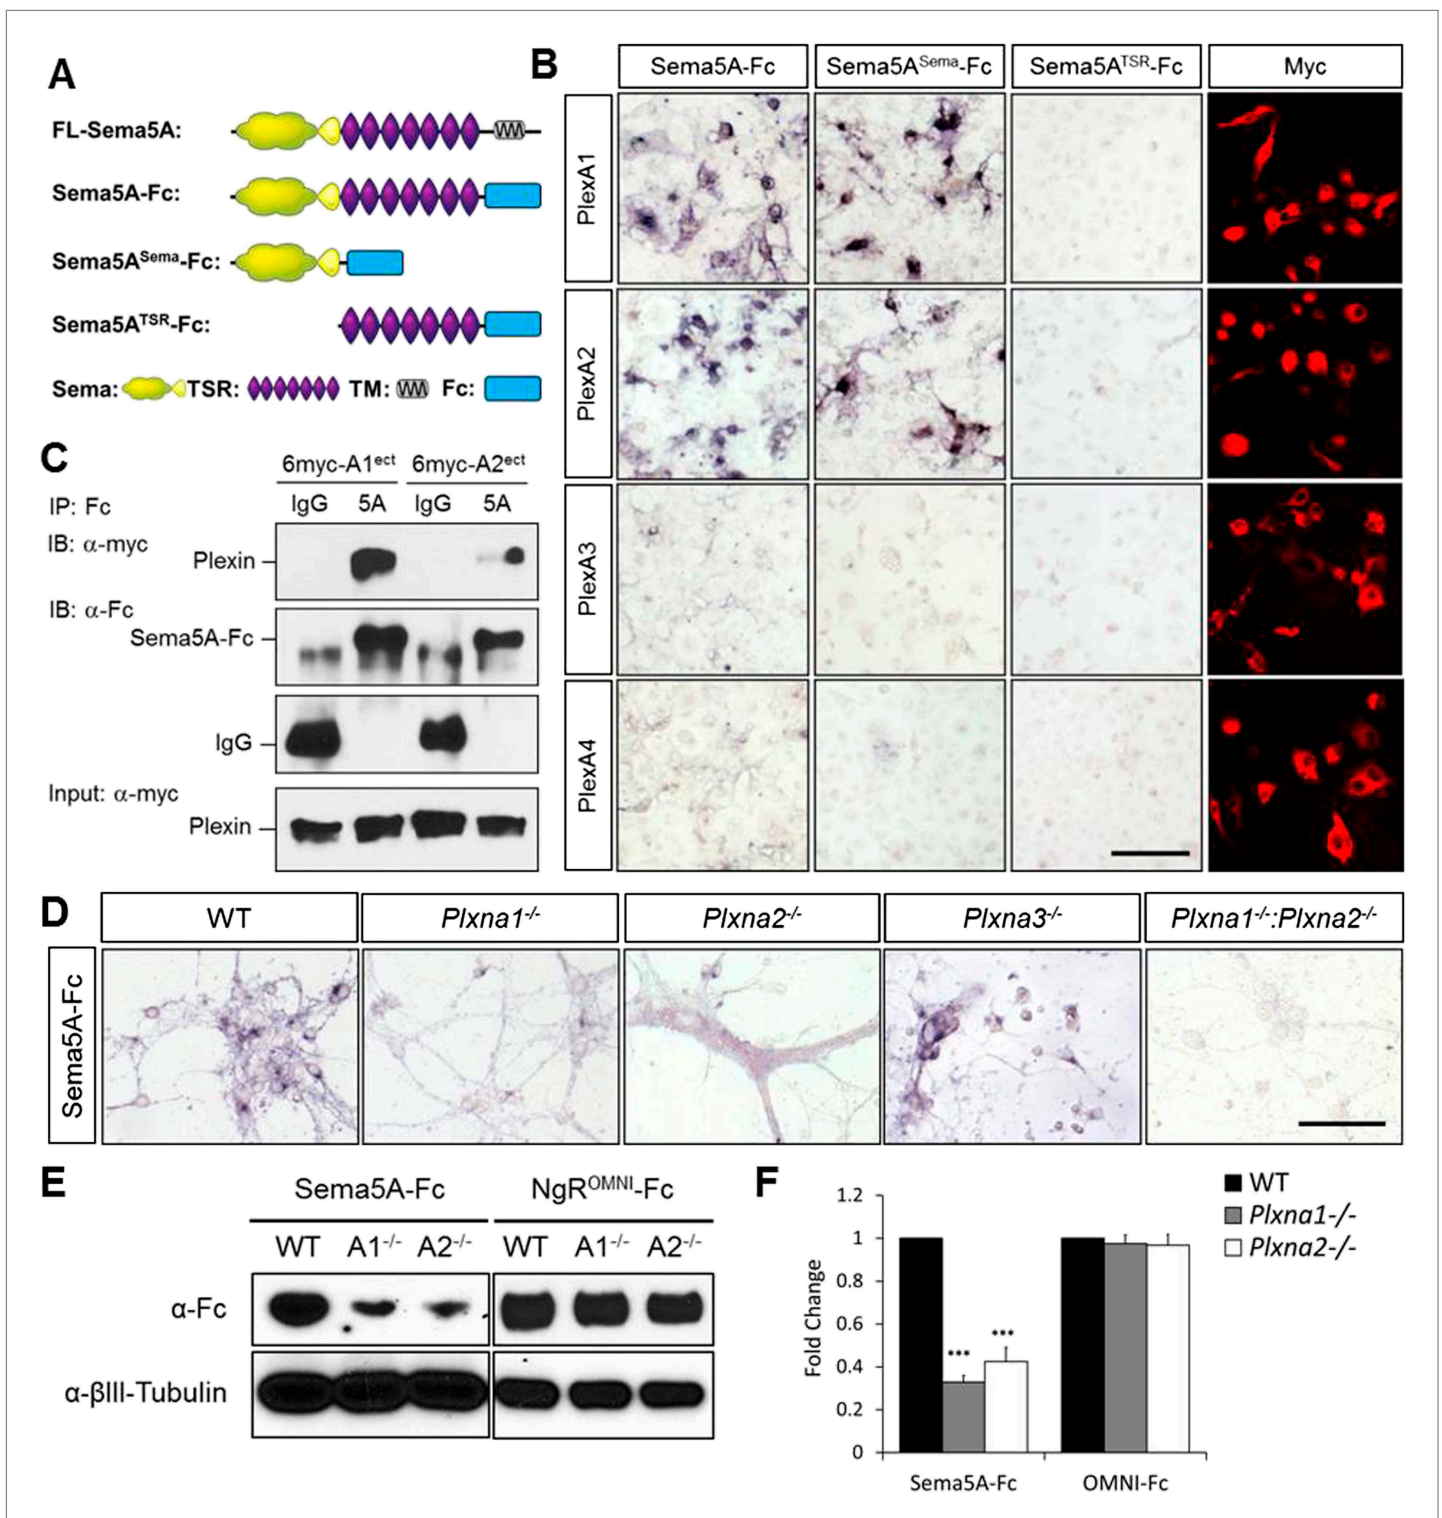 A
FL-Sema5A:
Sema5A-Fc:
Sema5A^Sema-Fc:
Sema5A^TSR-Fc:
Sema: TSR: TM: Fc:
B
Sema5A-Fc Sema5A^Sema-Fc Sema5A^TSR-Fc Myc
PlexA1
PlexA2
PlexA3
PlexA4
C
6myc-A1^ect 6myc-A2^ect
IP: Fc IgG 5A IgG 5A
IB: α-myc
Plexin
IB: α-Fc
Sema5A-Fc
IgG
Input: α-myc
Plexin
D
WT Plxna1-/- Plxna2-/- Plxna3-/- Plxna1-/-:Plxna2-/-
Sema5A-Fc
E
Sema5A-Fc NgR^OMNI-Fc
WT A1-/- A2-/- WT A1-/- A2-/-
α-Fc
α-βIII-Tubulin
F
Fold Change
1.2
1
0.8
0.6
0.4
0.2
0
*** ***
Sema5A-Fc OMNI-Fc
WT
Plxna1-/-
Plxna2-/-